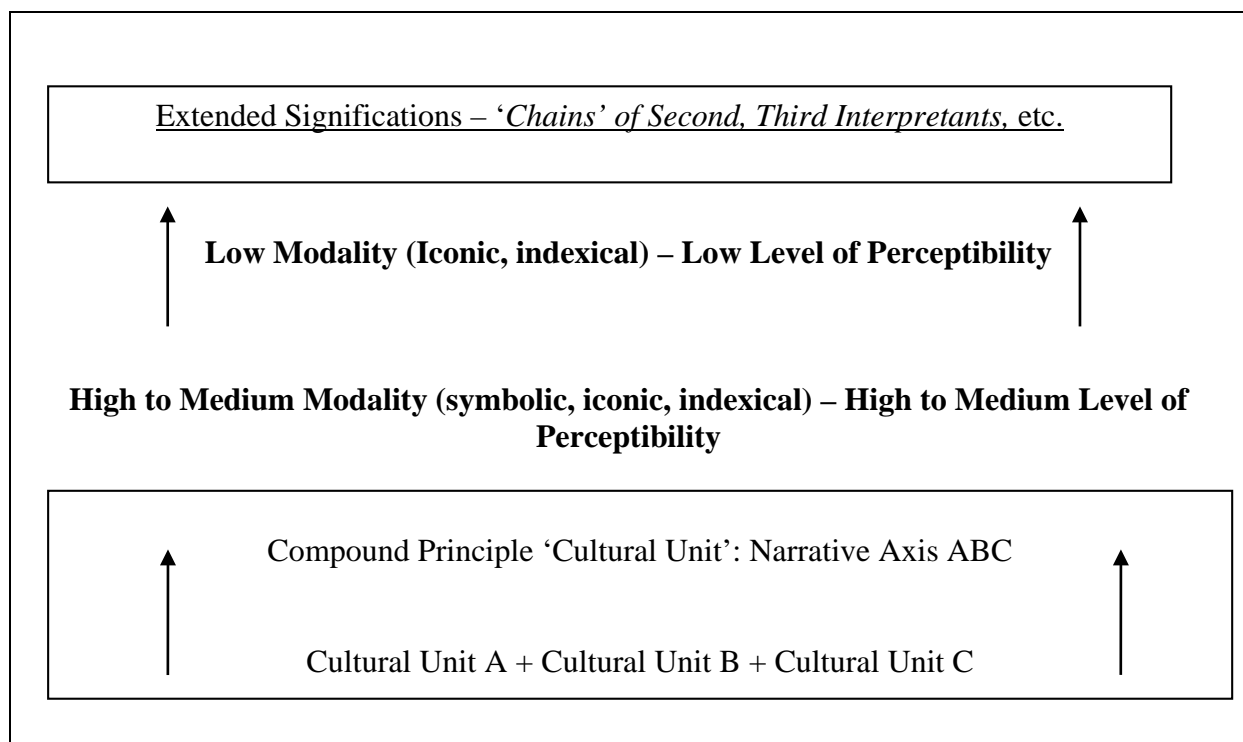 Extended Significations – ‘Chains’ of Second, Third Interpretants, etc.
Low Modality (Iconic, indexical) – Low Level of Perceptibility
High to Medium Modality (symbolic, iconic, indexical) – High to Medium Level of
Perceptibility
Compound Principle ‘Cultural Unit’: Narrative Axis ABC
Cultural Unit A + Cultural Unit B + Cultural Unit C